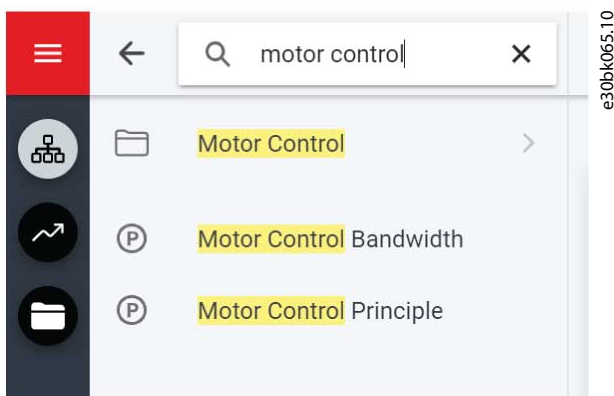 motor control
Motor Control
P Motor Control Bandwidth
P Motor Control Principle
e30bk065.10